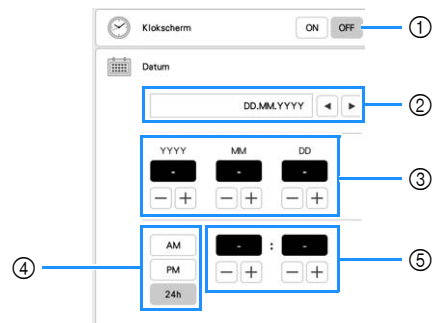 Klokscherm ON OFF ①
Datum
DD.MM.YYYY ◀ ▶ ②
YYYY MM DD
- - - ③
− + − + − +
AM - : - ⑤
④ PM − + − +
24h